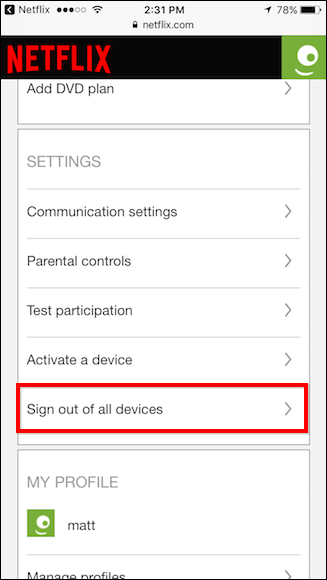 Netflix 2:31 PM 78%
netflix.com
NETFLIX
Add DVD plan
SETTINGS
Communication settings
Parental controls
Test participation
Activate a device
Sign out of all devices
MY PROFILE
matt
Manage profiles